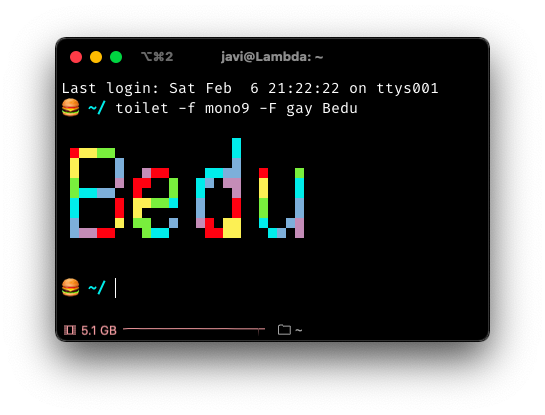 ⌥⌘2
javi@Lambda: ~
Last login: Sat Feb  6 21:22:22 on ttys001
🍔 ~/ toilet -f mono9 -F gay Bedu
Bedu
🍔 ~/
5.1 GB
~